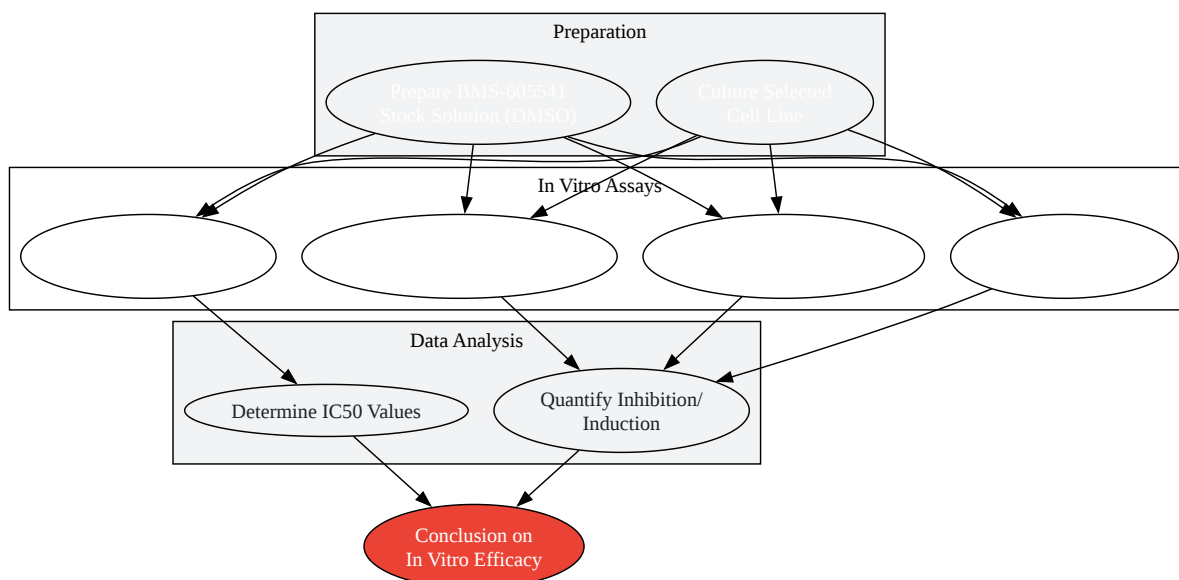 Preparation
Prepare BMS-605541
Stock Solution (DMSO)
Culture Selected
Cell Line
In Vitro Assays
Data Analysis
Determine IC50 Values
Quantify Inhibition/
Induction
Conclusion on
In Vitro Efficacy